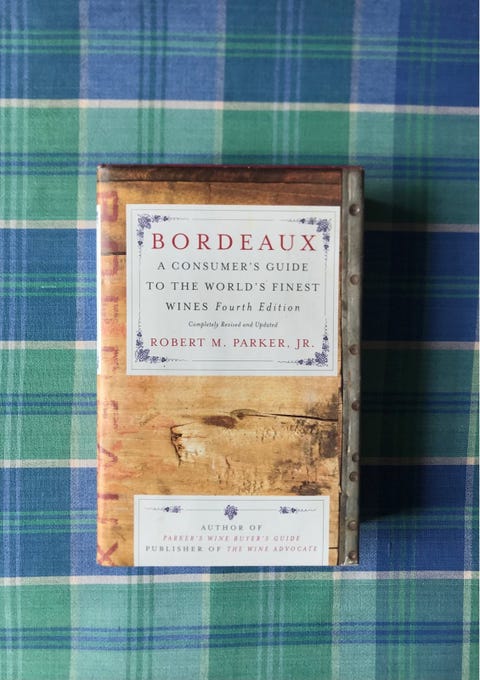 BORDEAUX
A CONSUMER'S GUIDE
TO THE WORLD'S FINEST
WINES Fourth Edition
Completely Revised and Updated
ROBERT M. PARKER, JR.
AUTHOR OF
PARKER'S WINE BUYER'S GUIDE
PUBLISHER OF THE WINE ADVOCATE